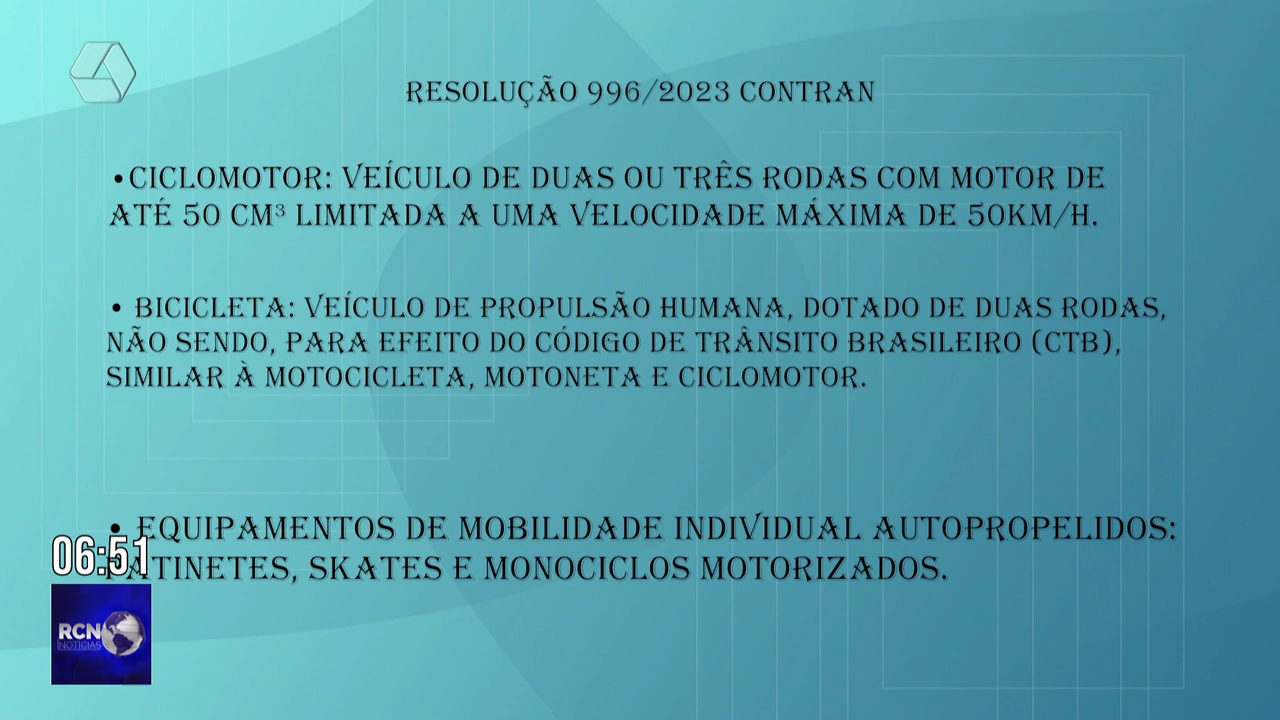 RESOLUÇÃO 996/2023 CONTRAN
•CICLOMOTOR: VEÍCULO DE DUAS OU TRÊS RODAS COM MOTOR DE
ATÉ 50 CM³ LIMITADA A UMA VELOCIDADE MÁXIMA DE 50KM/H.
• BICICLETA: VEÍCULO DE PROPULSÃO HUMANA, DOTADO DE DUAS RODAS,
NÃO SENDO, PARA EFEITO DO CÓDIGO DE TRÂNSITO BRASILEIRO (CTB),
SIMILAR À MOTOCICLETA, MOTONETA E CICLOMOTOR.
• EQUIPAMENTOS DE MOBILIDADE INDIVIDUAL AUTOPROPELIDOS:
PATINETES, SKATES E MONOCICLOS MOTORIZADOS.
06:51
RCN
NOTÍCIAS